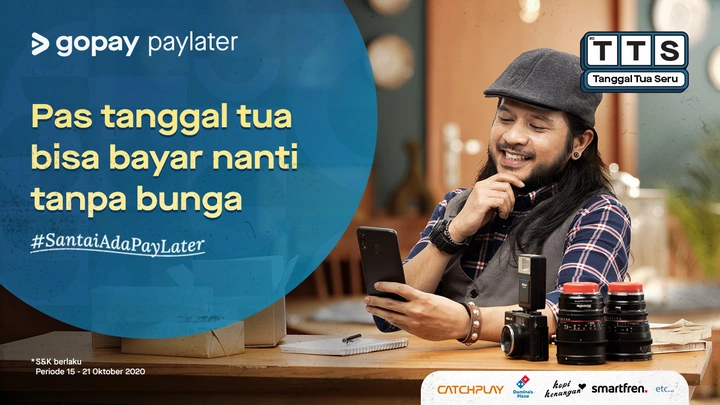 gopay paylater
TTS
Tanggal Tua Seru
Pas tanggal tua
bisa bayar nanti
tanpa bunga
#SantaiAdaPayLater
*S&K berlaku
Periode 15 - 21 Oktober 2020
CATCHPLAY
Domino's
Pizza
kopi
kenangan
smartfren.
etc...